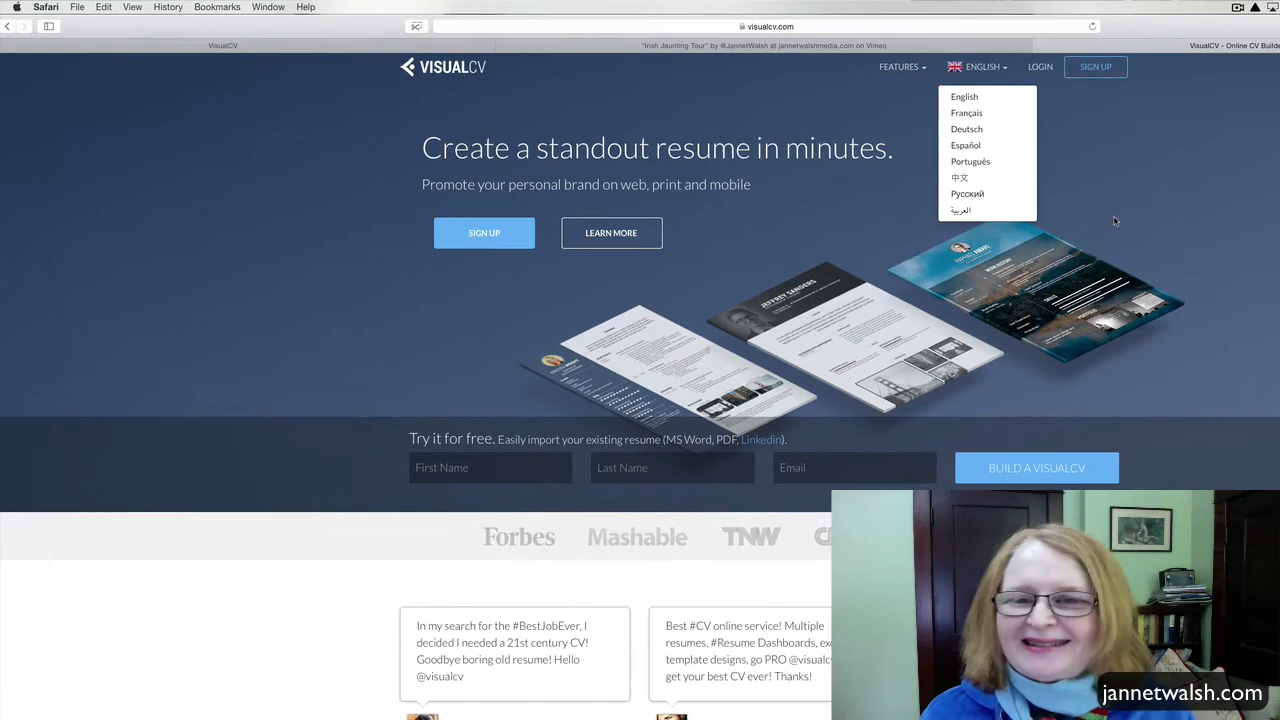 Safari File Edit View History Bookmarks Window Help
visualcv.com
VisualCV
"Irish Jaunting Tour" by @JannetWalsh at jannetwalshmedia.com on Vimeo
VisualCV - Online CV Builde
VISUALCV
FEATURES
ENGLISH
LOGIN
SIGN UP
English
Français
Deutsch
Español
Português
中文
Русский
العربية
Create a standout resume in minutes.
Promote your personal brand on web, print and mobile
SIGN UP
LEARN MORE
JEFFREY SANDERS
WORK HISTORY
SKILLS
Try it for free. Easily import your existing resume (MS Word, PDF, Linkedin).
First Name
Last Name
Email
BUILD A VISUALCV
Forbes
Mashable
TNW
In my search for the #BestJobEver, I
decided I needed a 21st century CV!
Goodbye boring old resume! Hello
@visualcv
Best #CV online service! Multiple
resumes, #Resume Dashboards, exc
template designs, go PRO @visualc
get your best CV ever! Thanks!
jannetwalsh.com